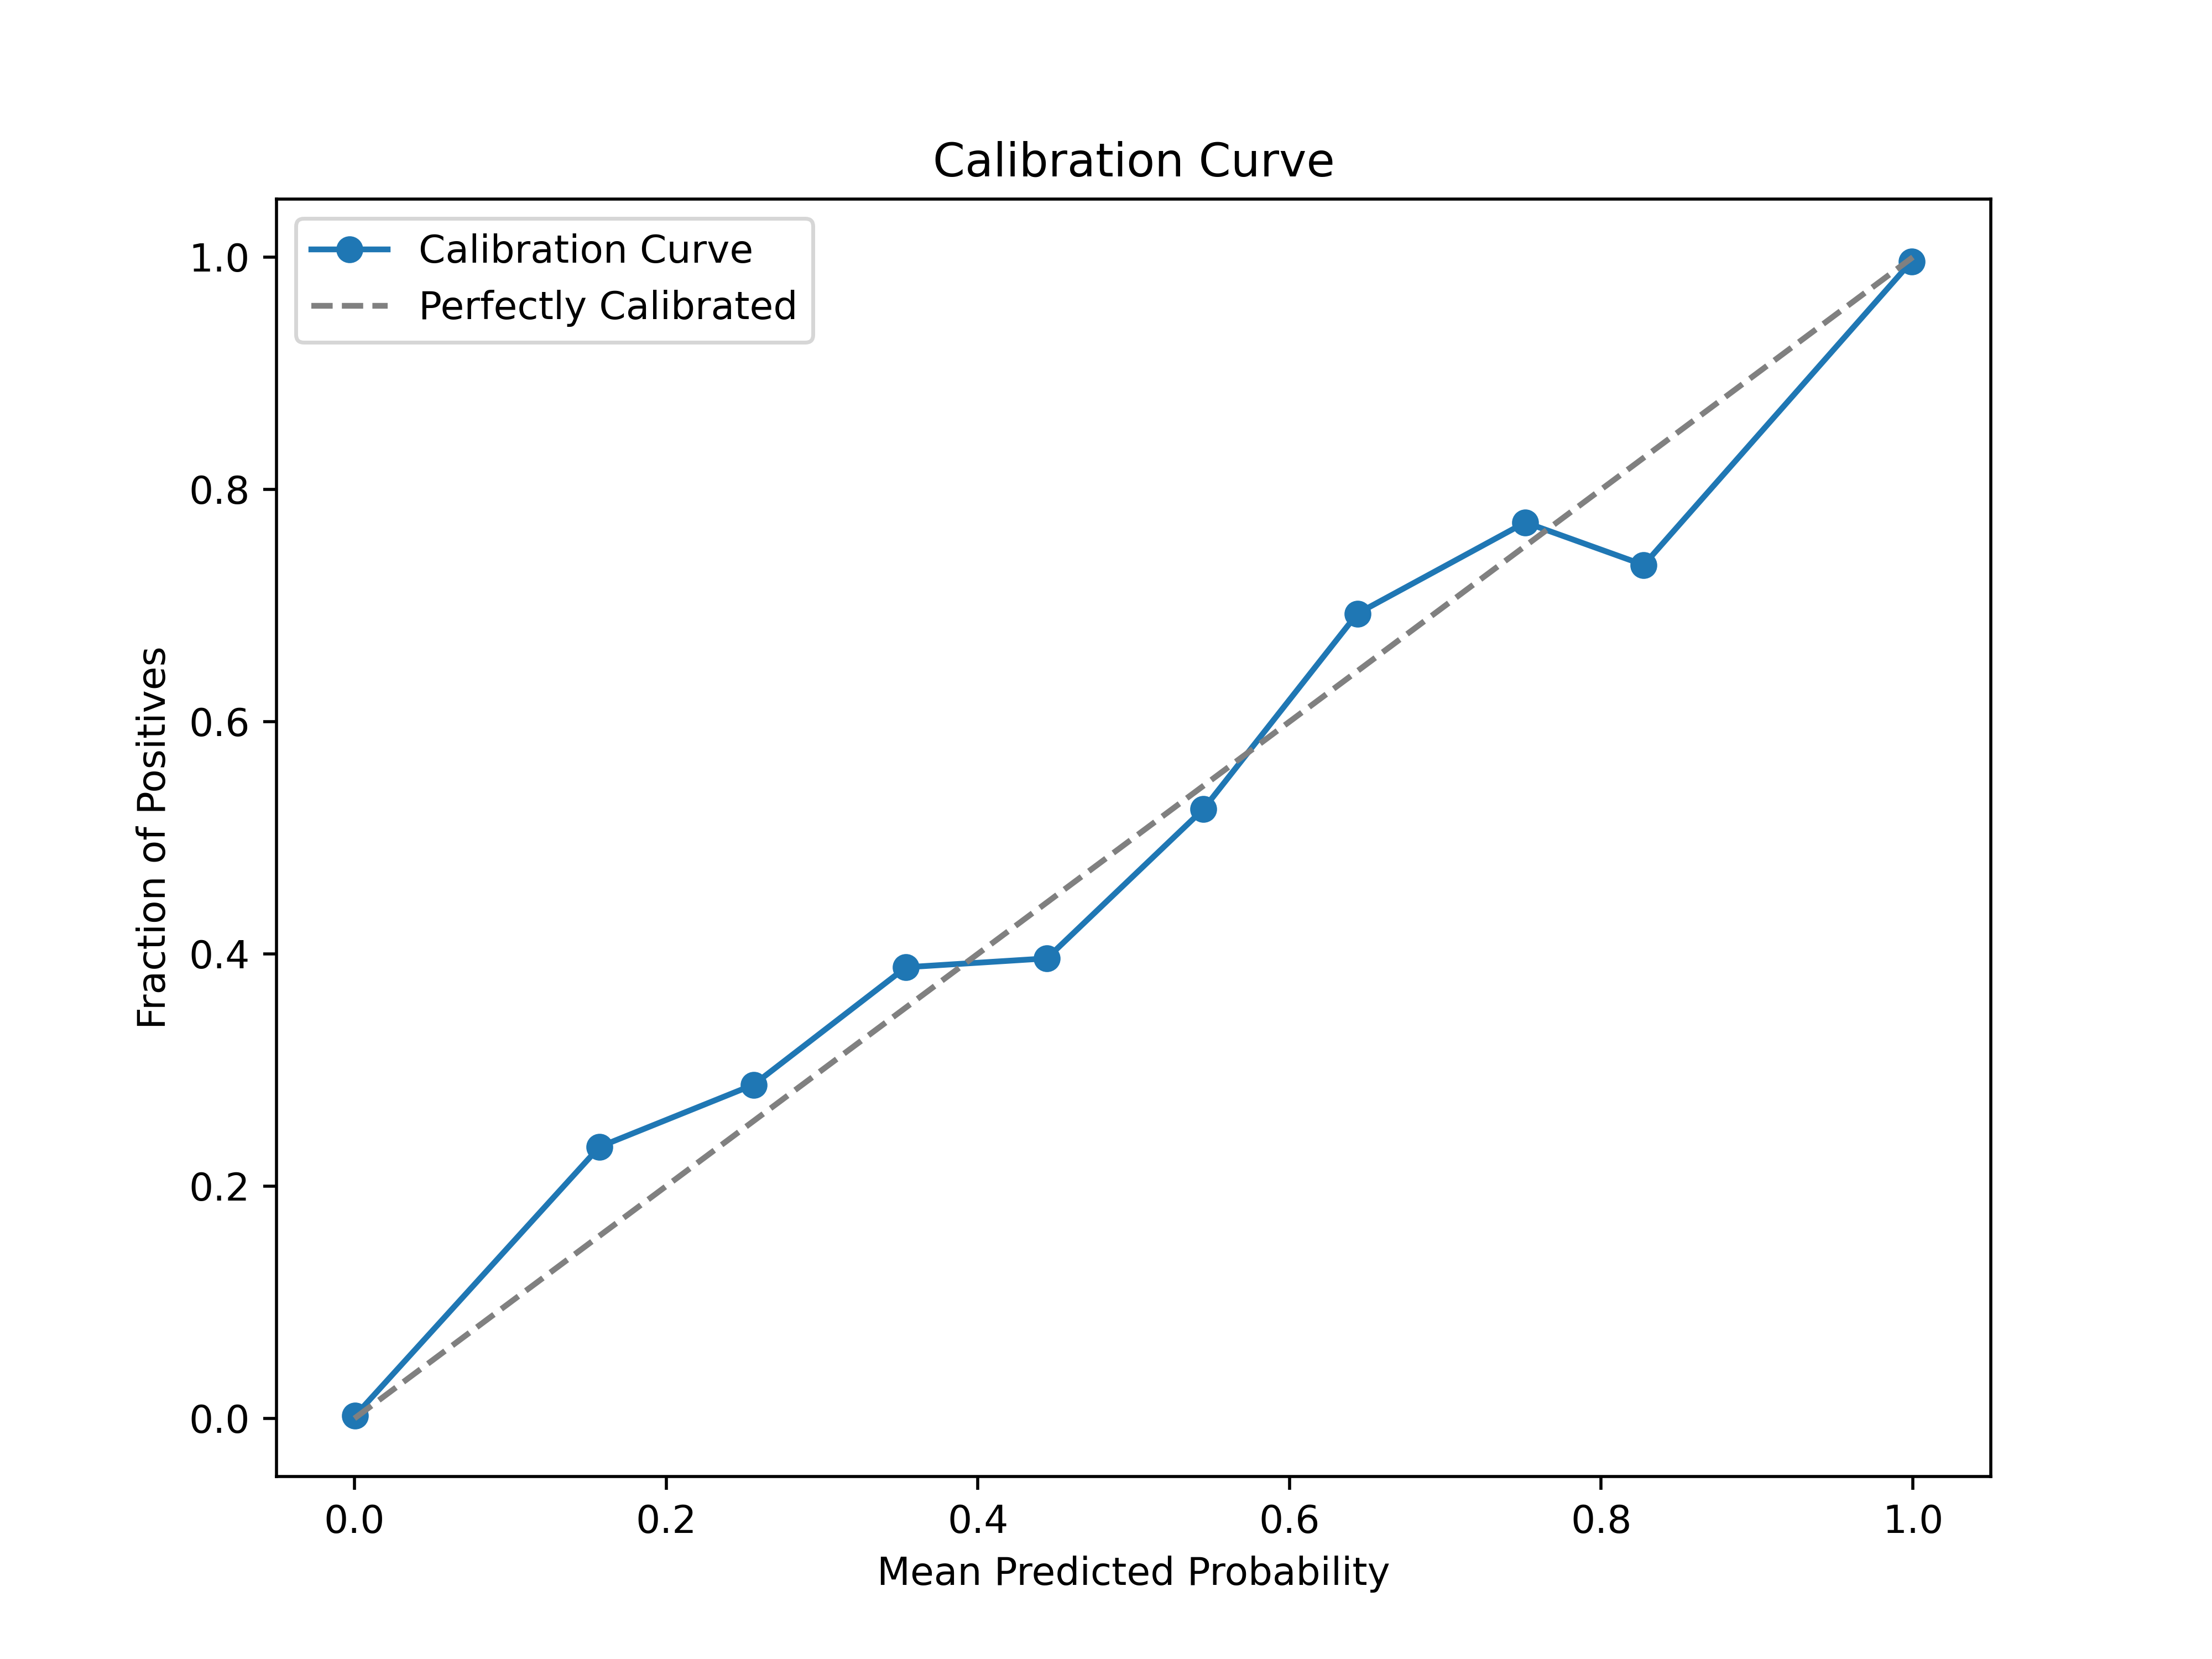 Calibration Curve
Calibration Curve
Perfectly Calibrated
1.0
0.8
0.6
0.4
0.2
0.0
Fraction of Positives
0.0 0.2 0.4 0.6 0.8 1.0
Mean Predicted Probability